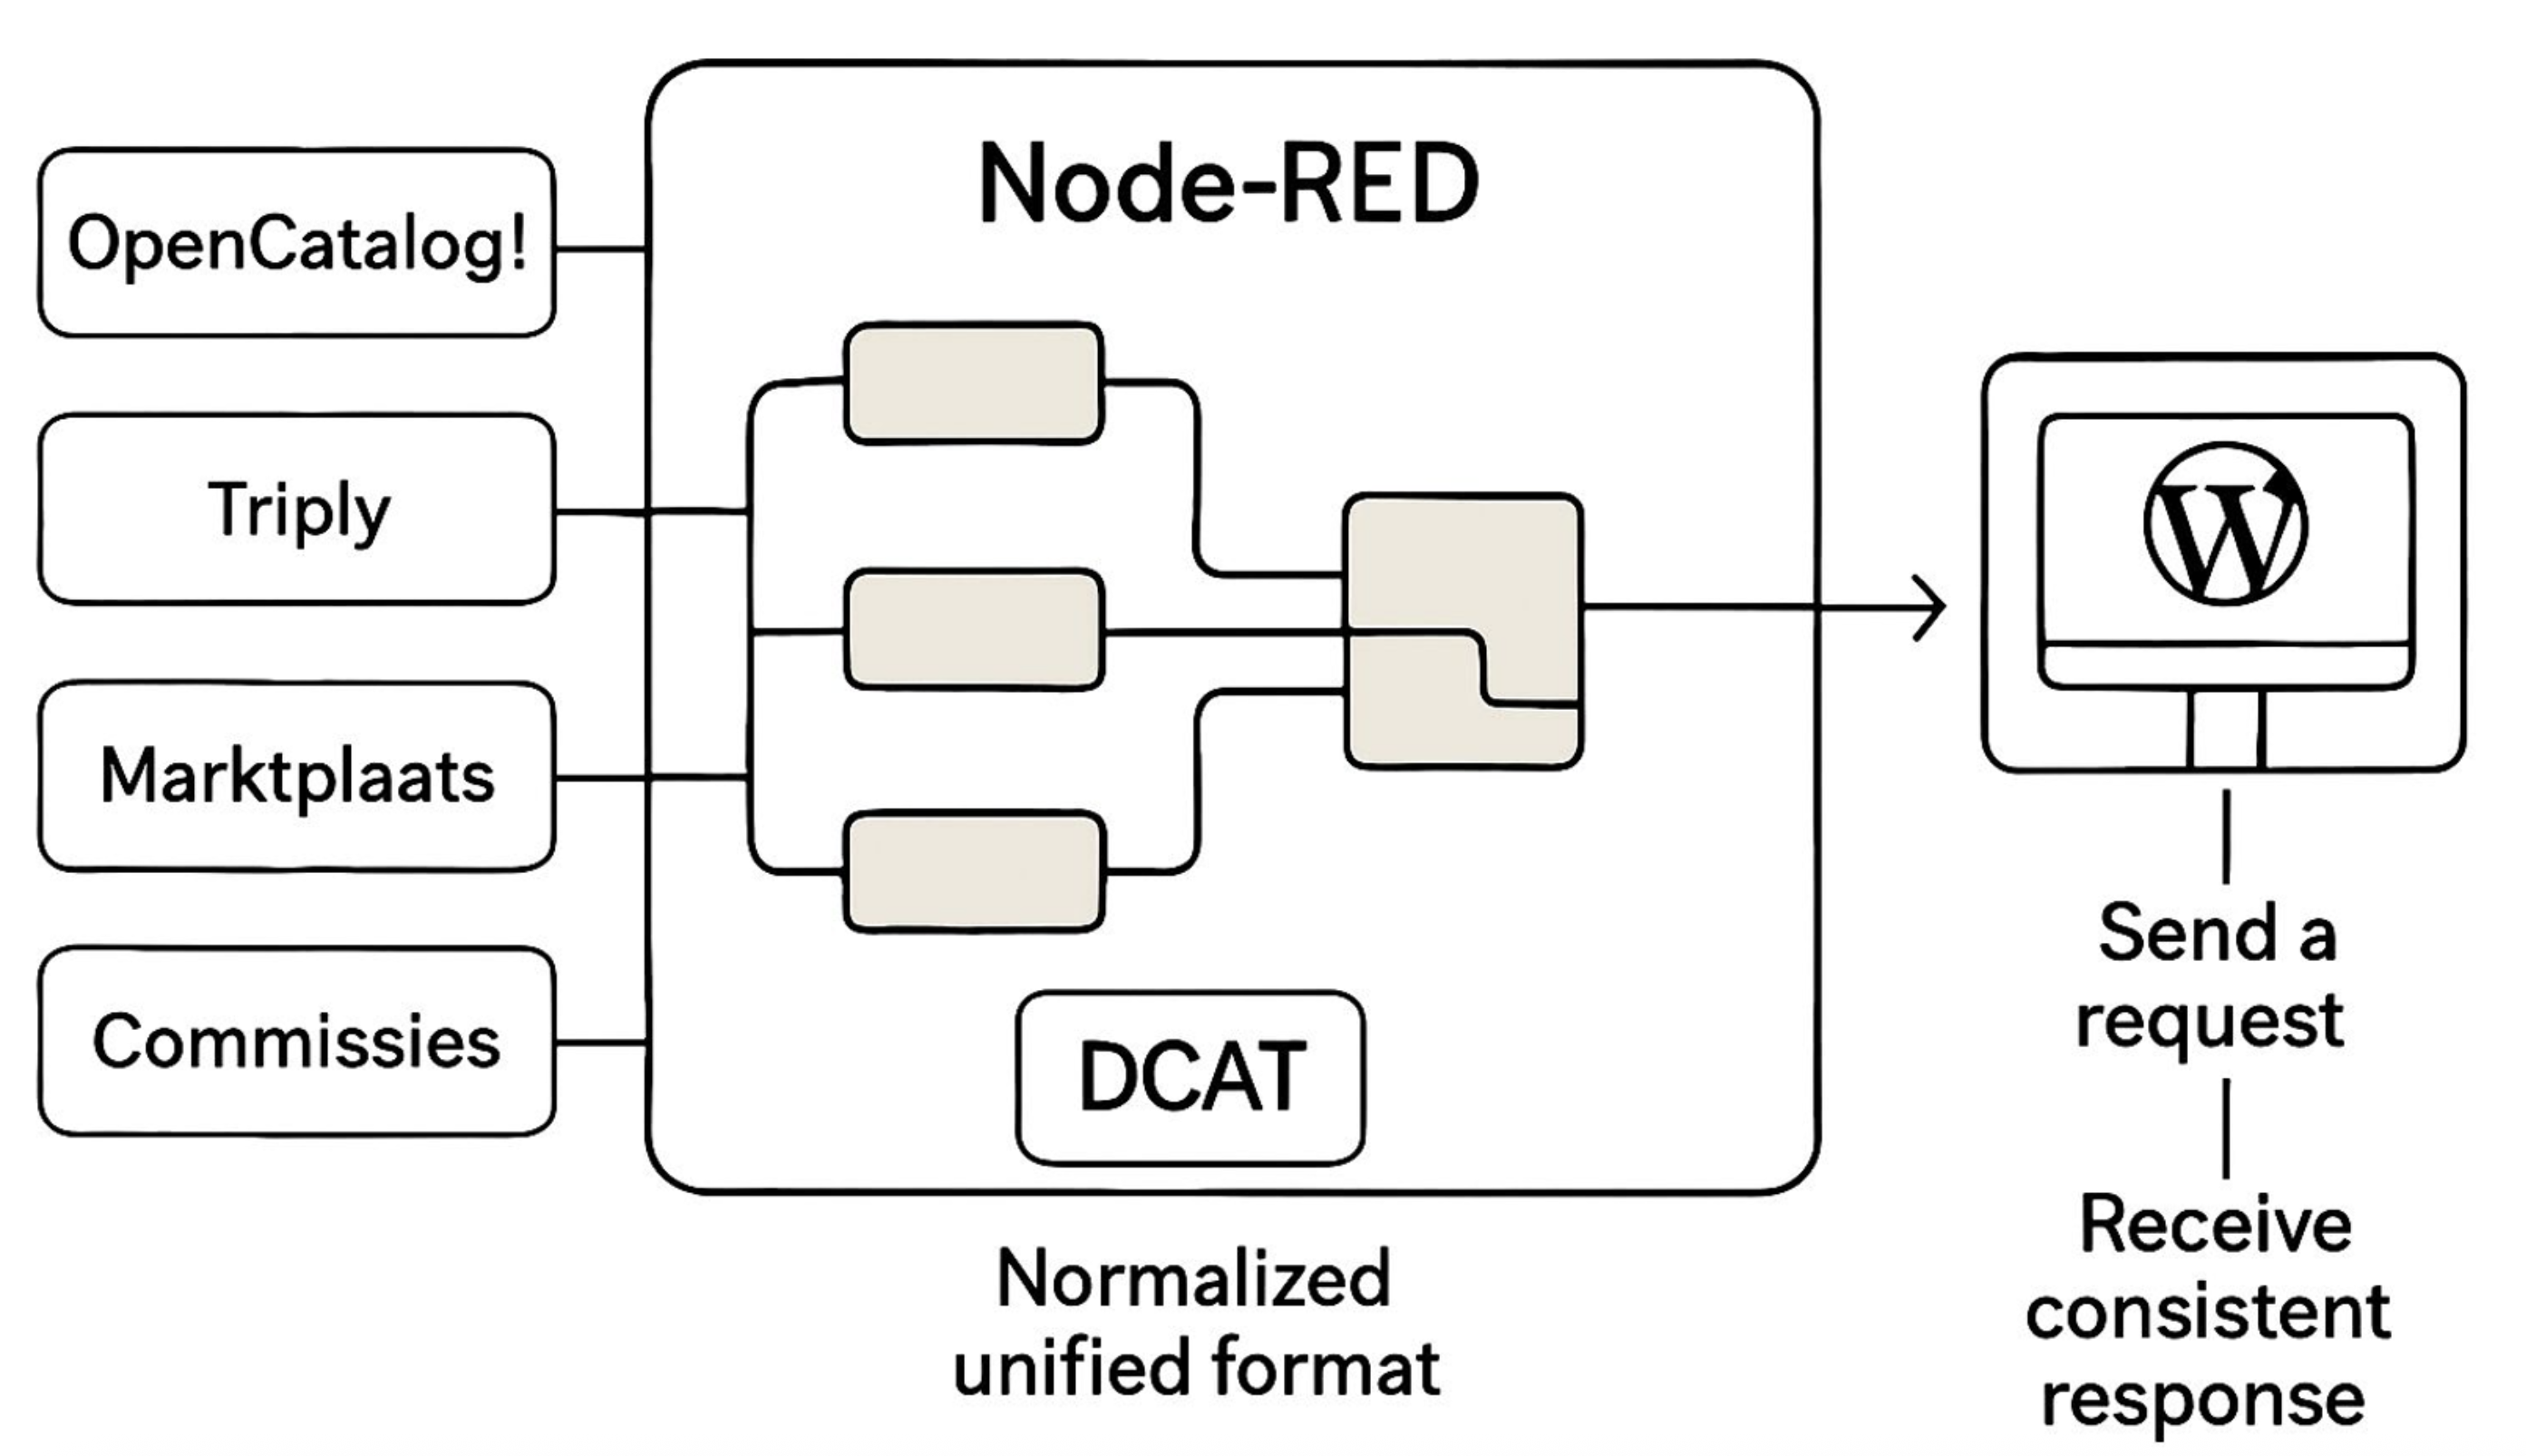 Node-RED
OpenCatalog!
Triply
Marktplaats
Commissies
DCAT
Normalized
unified format
W
Send a
request
Receive
consistent
response